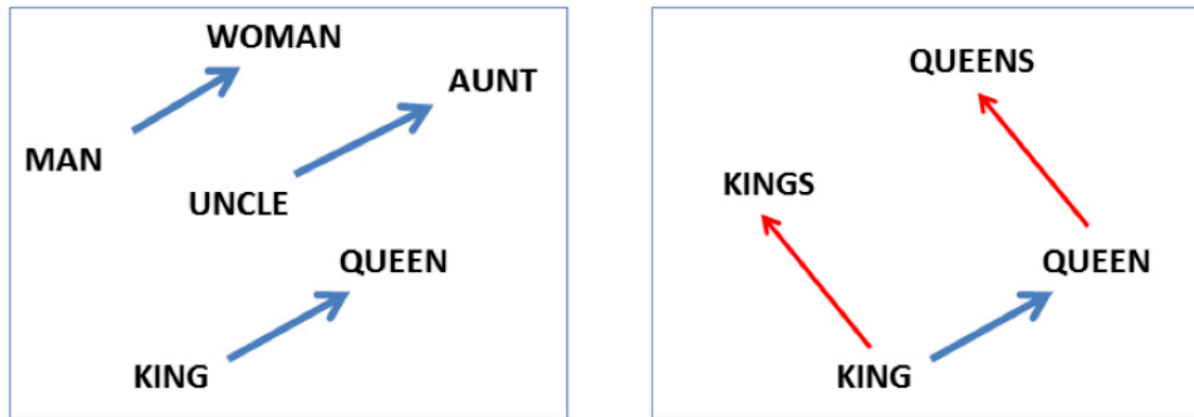 WOMAN
AUNT
MAN
UNCLE
QUEEN
KING
QUEENS
KINGS
QUEEN
KING